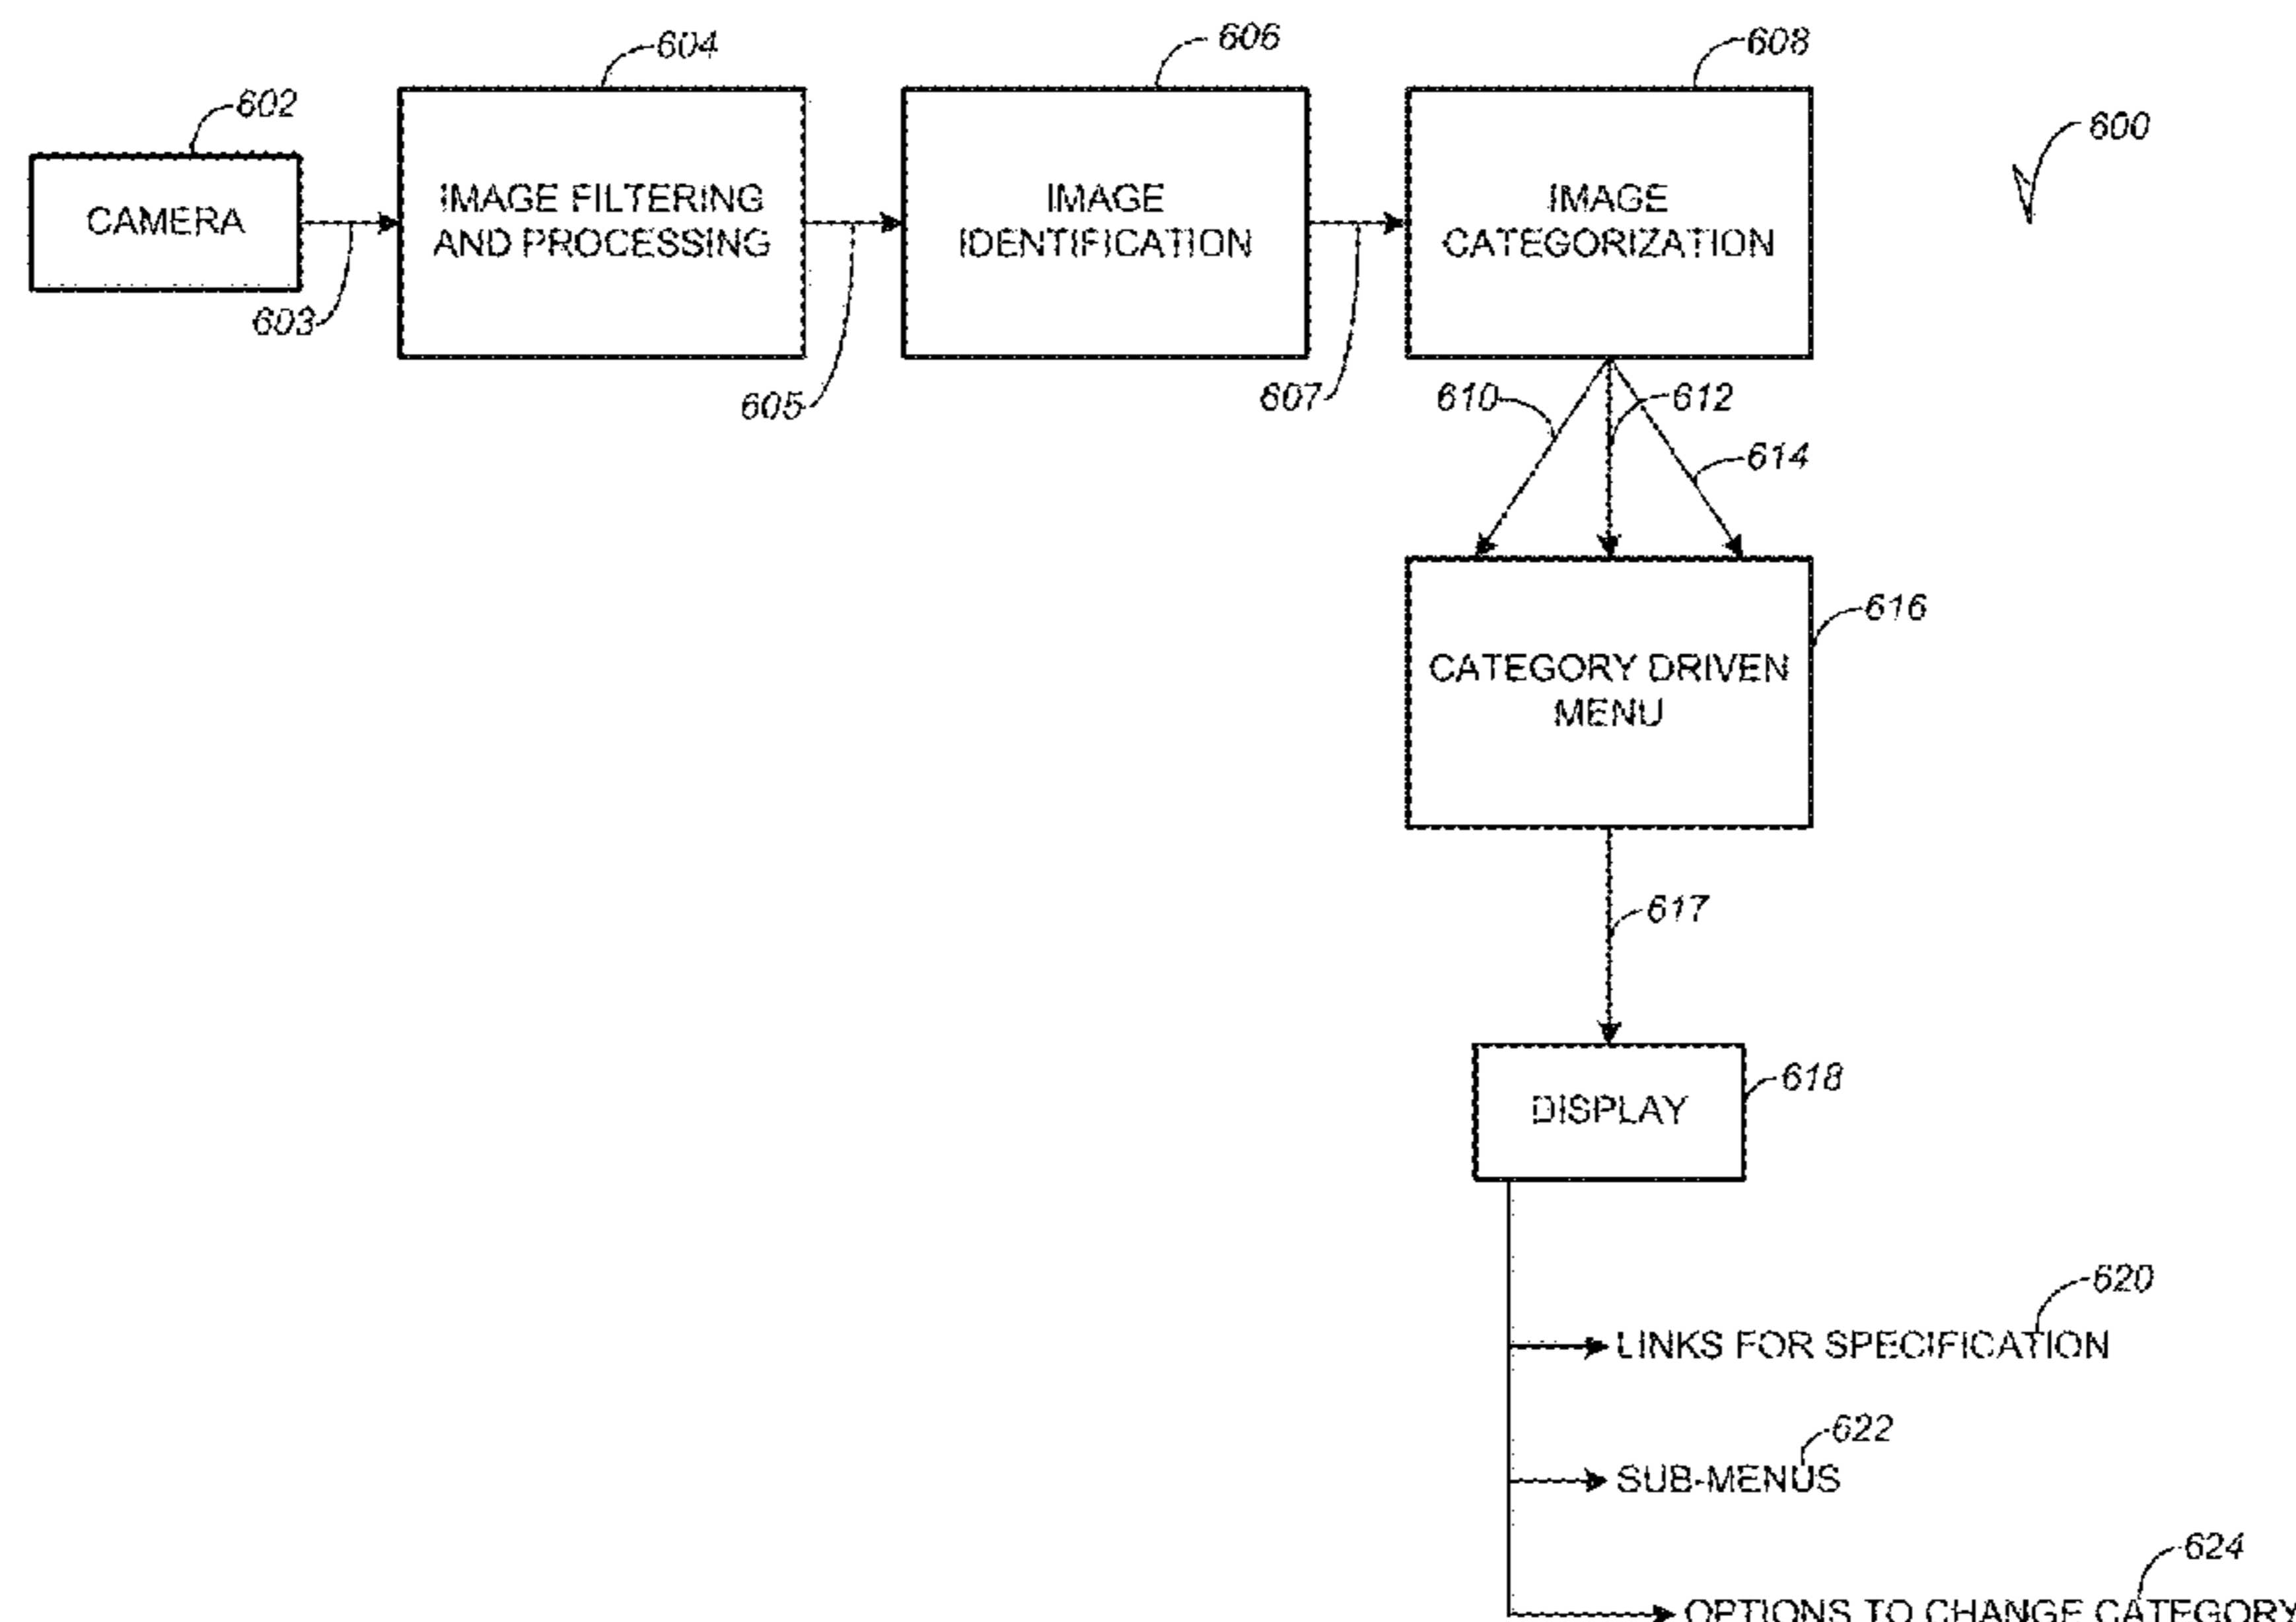 604
606
608
602
600
CAMERA
IMAGE FILTERING
AND PROCESSING
IMAGE
IDENTIFICATION
IMAGE
CATEGORIZATION
603
605
607
610
612
614
616
CATEGORY DRIVEN
MENU
617
618
DISPLAY
620
LINKS FOR SPECIFICATION
622
SUB-MENUS
624
OPTIONS TO CHANGE CATEGORY